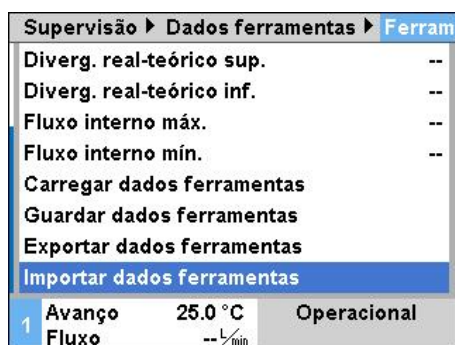 Supervisão ▶ Dados ferramentas ▶ Ferram
Diverg. real-teórico sup. --
Diverg. real-teórico inf. --
Fluxo interno máx. --
Fluxo interno mín. --
Carregar dados ferramentas
Guardar dados ferramentas
Exportar dados ferramentas
Importar dados ferramentas
1 Avanço 25.0 °C Operacional
Fluxo -- L/min